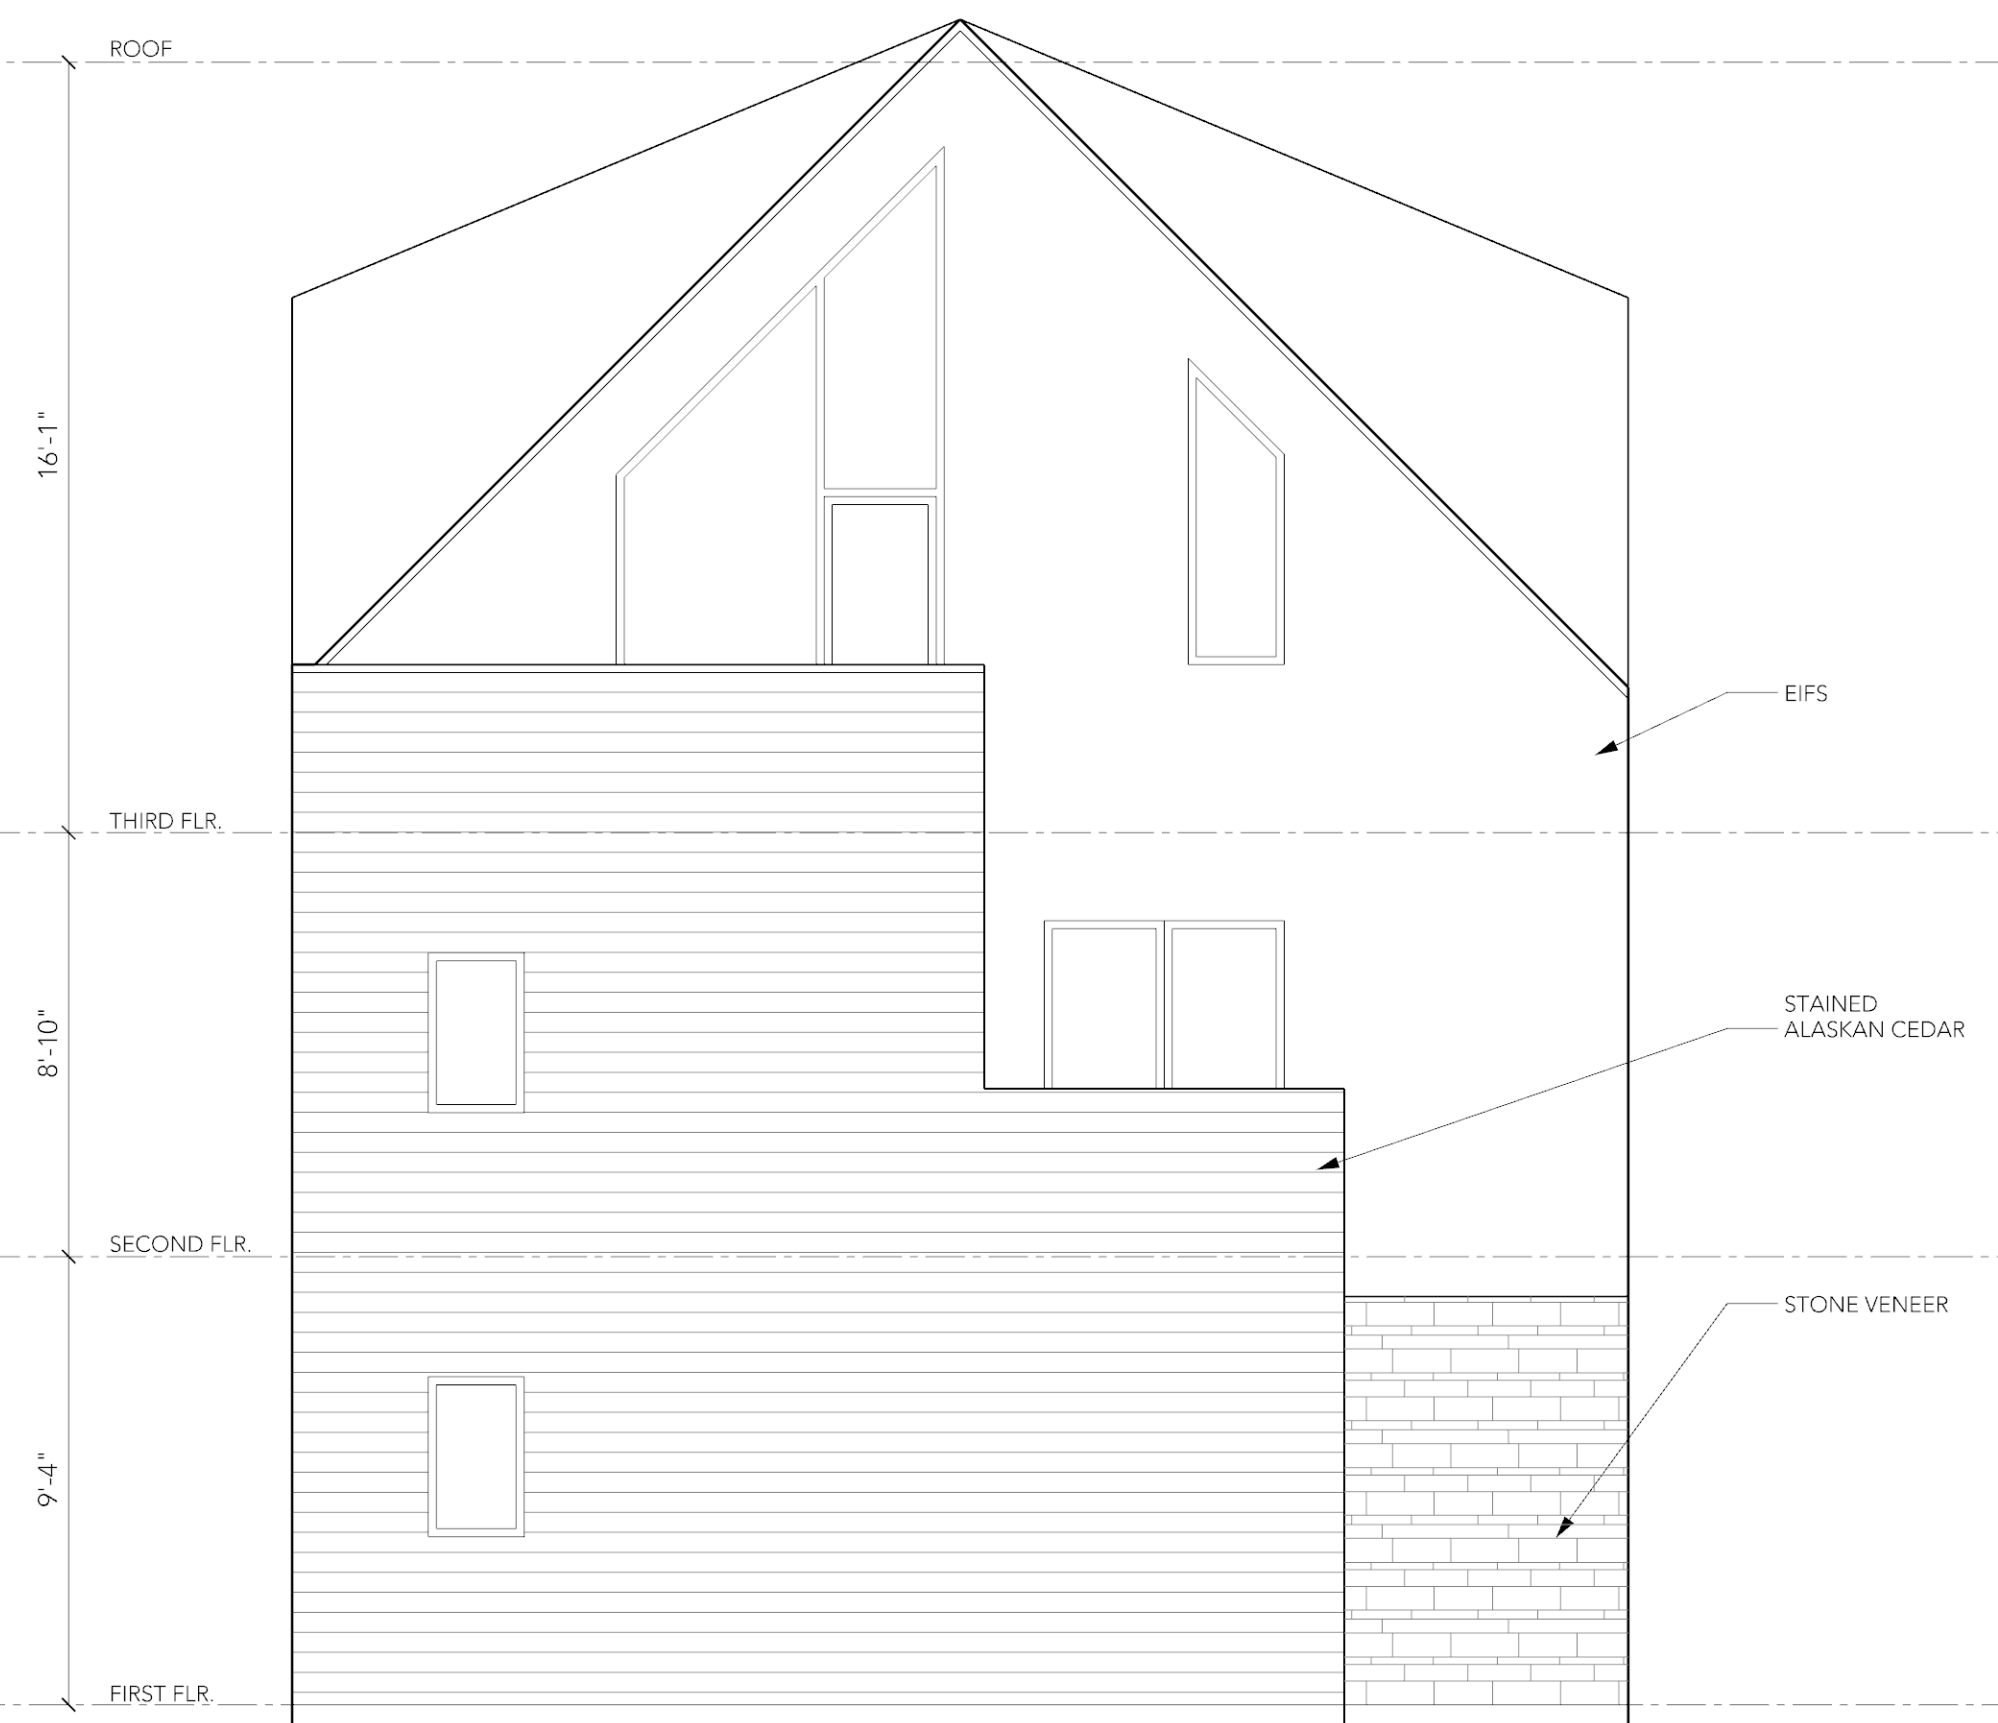 ROOF
16'-1"
EIFS
THIRD FLR.
STAINED
ALASKAN CEDAR
8'-10"
SECOND FLR.
STONE VENEER
9'-4"
FIRST FLR.